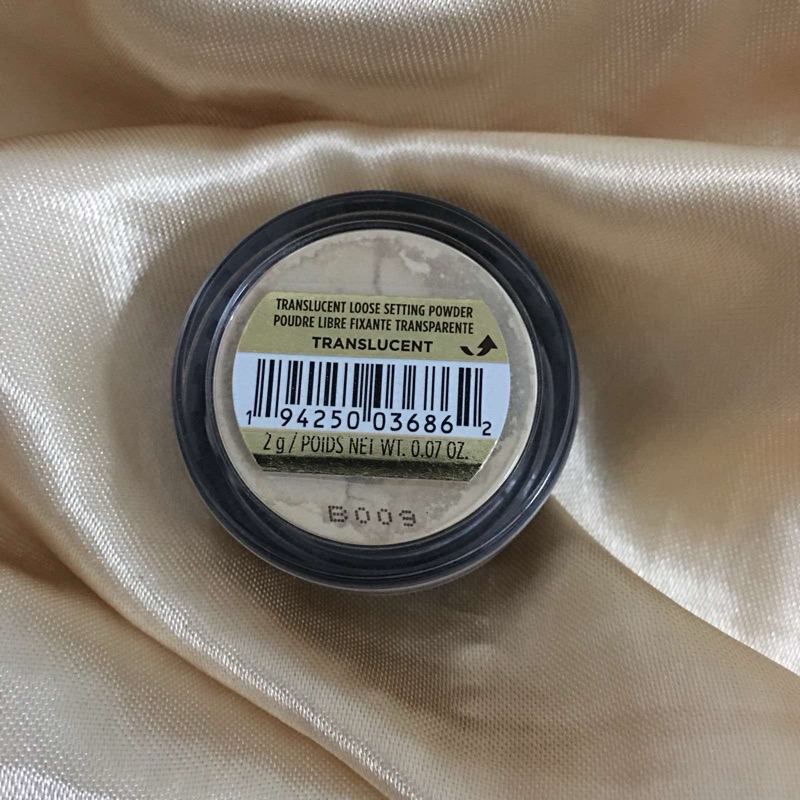 TRANSLUCENT LOOSE SETTING POWDER
POUDRE LIBRE FIXANTE TRANSPARENTE
TRANSLUCENT
1 94250 03686 2
2 g / POIDS NET WT. 0.07 OZ.
B009